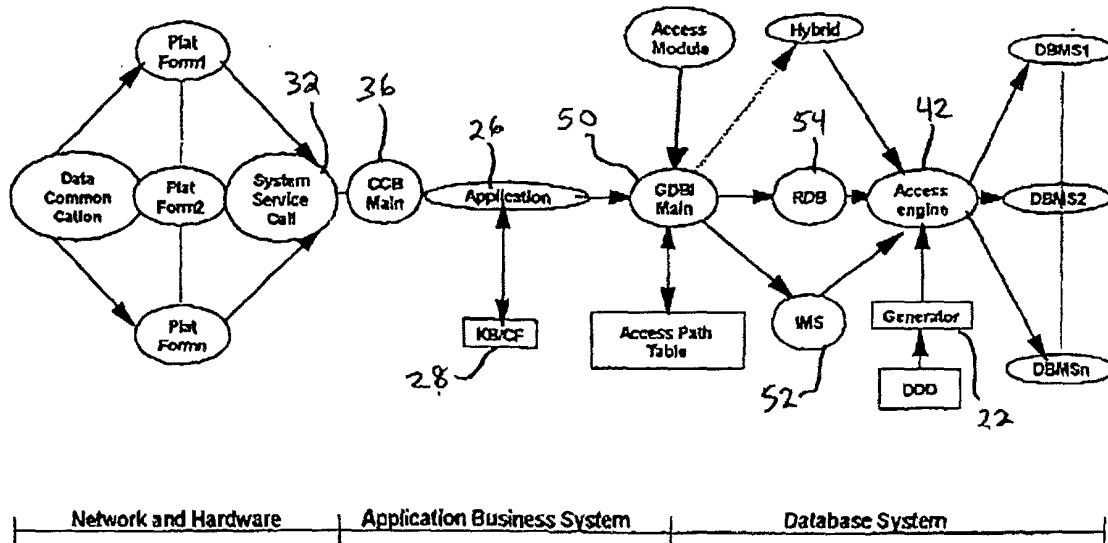 Plat
Form1
Access
Module
Hybrid
DBMS1
32
36
26
50
54
42
Data
Common
Cation
Plat
Form2
System
Service
Call
CCB
Main
Application
GDBI
Main
RDB
Access
engine
DBMS2
Plat
Formn
KB/CF
28
Access Path
Table
IMS
52
Generator
DDD
22
DBMSn
Network and Hardware
Application Business System
Database System